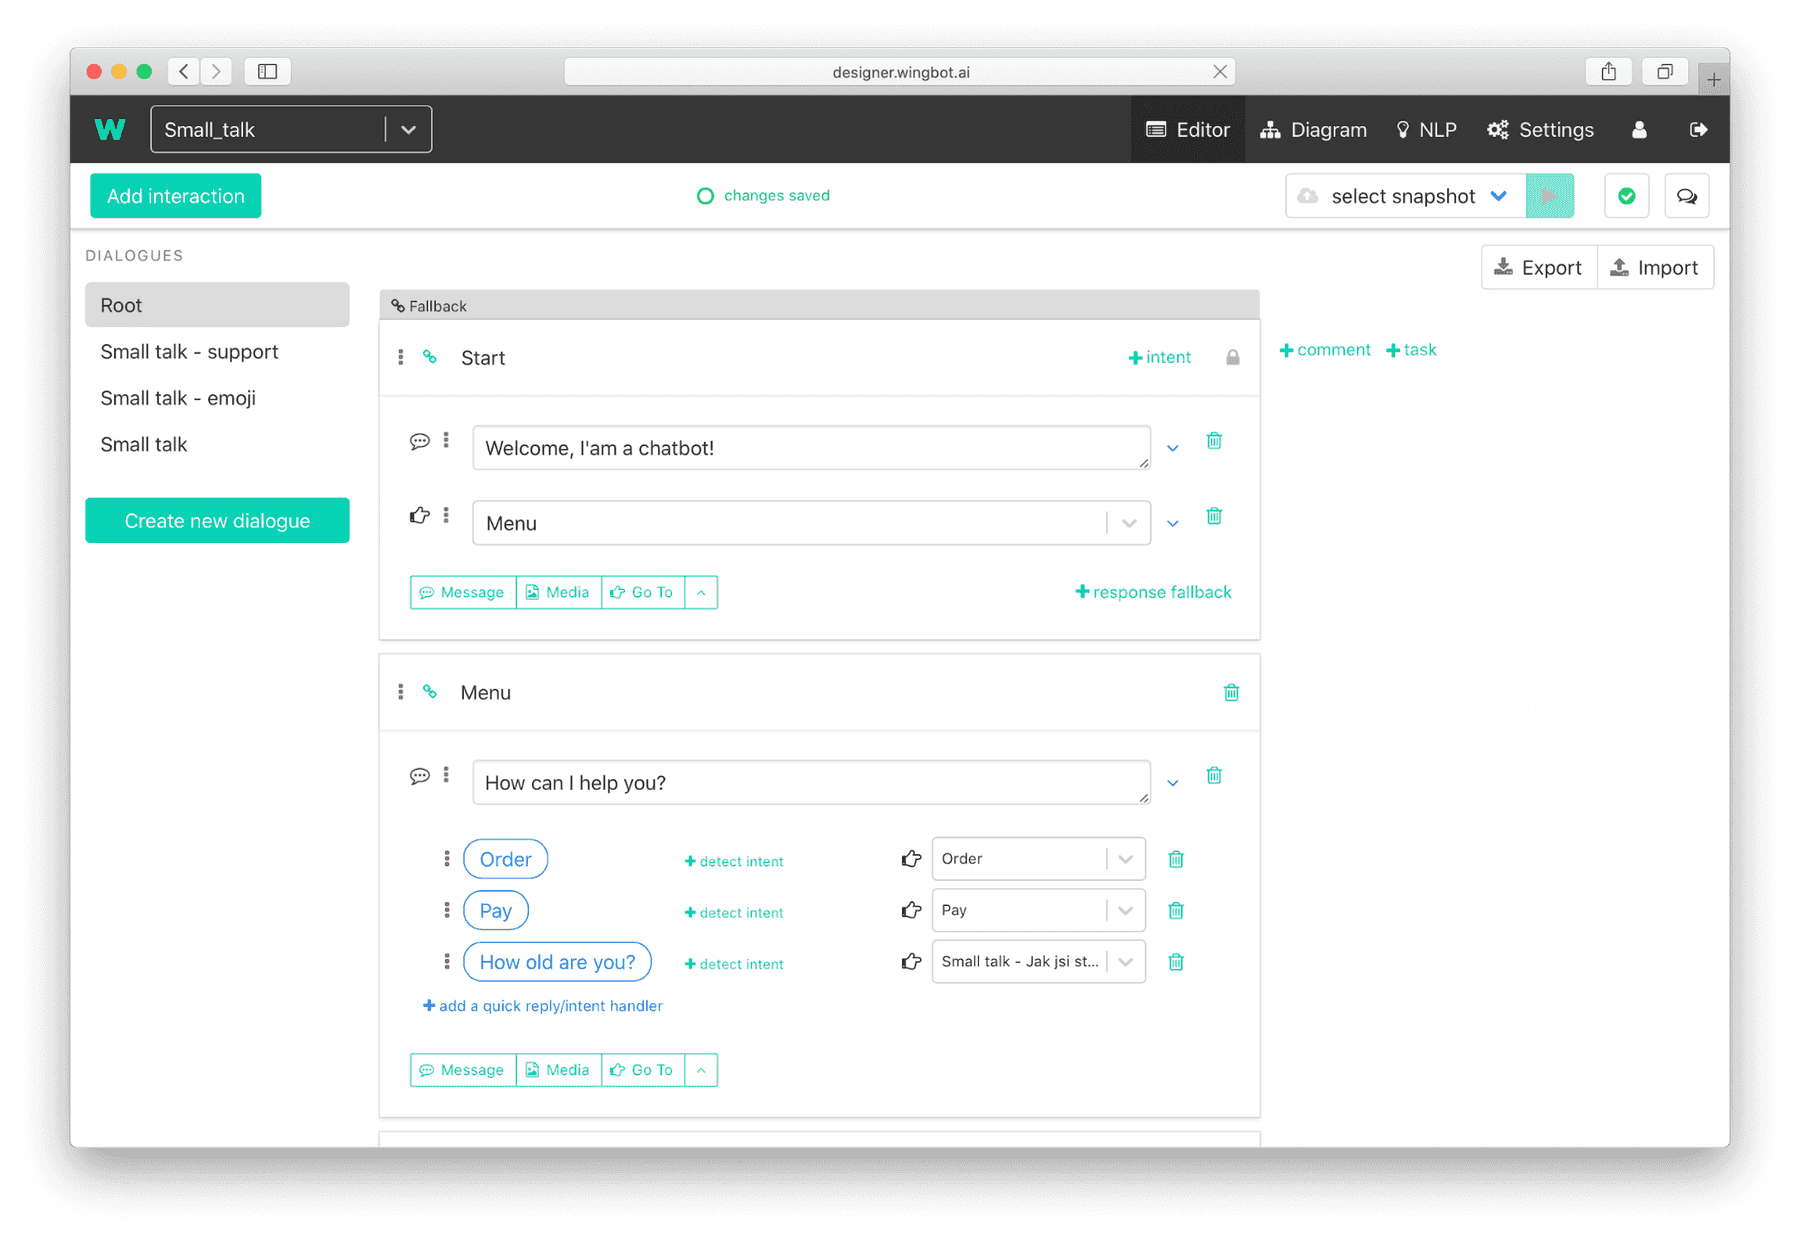 designer.wingbot.ai
W Small_talk Editor Diagram NLP Settings
Add interaction changes saved select snapshot
DIALOGUES
Export Import
Root
Small talk - support
Small talk - emoji
Small talk
Create new dialogue
Fallback
Start +intent
+comment +task
Welcome, I'am a chatbot!
Menu
Message Media Go To +response fallback
Menu
How can I help you?
Order +detect intent Order
Pay +detect intent Pay
How old are you? +detect intent Small talk - Jak jsi st...
+add a quick reply/intent handler
Message Media Go To